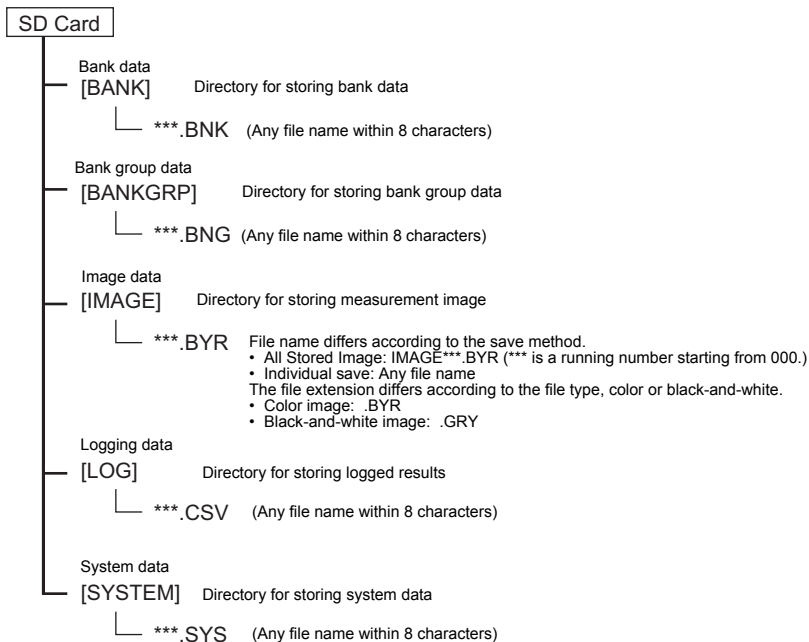 SD Card
Bank data
[BANK] Directory for storing bank data
***.BNK (Any file name within 8 characters)
Bank group data
[BANKGRP] Directory for storing bank group data
***.BNG (Any file name within 8 characters)
Image data
[IMAGE] Directory for storing measurement image
***.BYR File name differs according to the save method.
• All Stored Image: IMAGE***.BYR (*** is a running number starting from 000.)
• Individual save: Any file name
The file extension differs according to the file type, color or black-and-white.
• Color image: .BYR
• Black-and-white image: .GRY
Logging data
[LOG] Directory for storing logged results
***.CSV (Any file name within 8 characters)
System data
[SYSTEM] Directory for storing system data
***.SYS (Any file name within 8 characters)